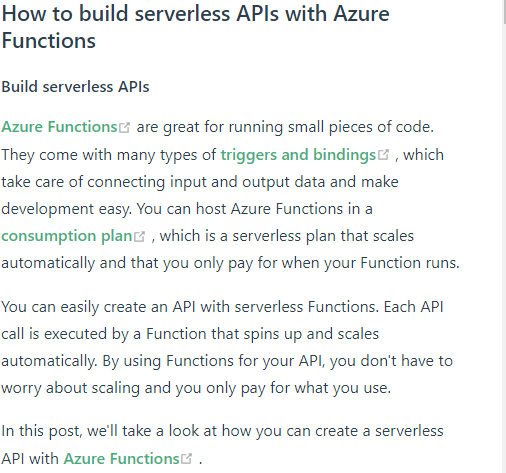 How to build serverless APIs with Azure
Functions
Build serverless APIs
Azure Functions are great for running small pieces of code.
They come with many types of triggers and bindings , which
take care of connecting input and output data and make
development easy. You can host Azure Functions in a
consumption plan , which is a serverless plan that scales
automatically and that you only pay for when your Function runs.
You can easily create an API with serverless Functions. Each API
call is executed by a Function that spins up and scales
automatically. By using Functions for your API, you don't have to
worry about scaling and you only pay for what you use.
In this post, we'll take a look at how you can create a serverless
API with Azure Functions .